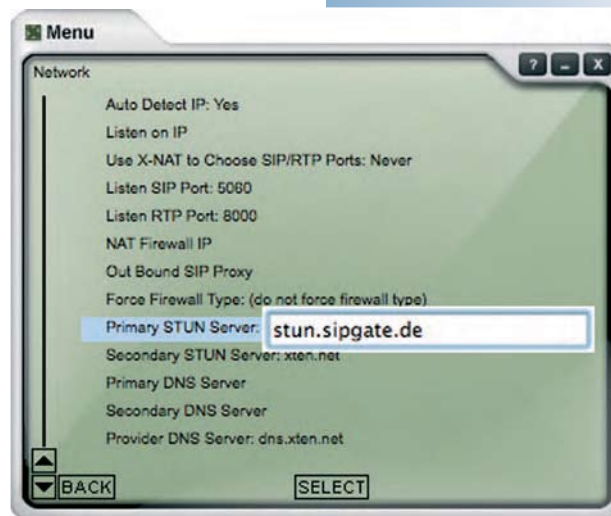 Menu
? – X
Network
Auto Detect IP: Yes
Listen on IP
Use X-NAT to Choose SIP/RTP Ports: Never
Listen SIP Port: 5060
Listen RTP Port: 8000
NAT Firewall IP
Out Bound SIP Proxy
Force Firewall Type: (do not force firewall type)
Primary STUN Server: stun.sipgate.de
Secondary STUN Server: xten.net
Primary DNS Server
Secondary DNS Server
Provider DNS Server: dns.xten.net
BACK SELECT